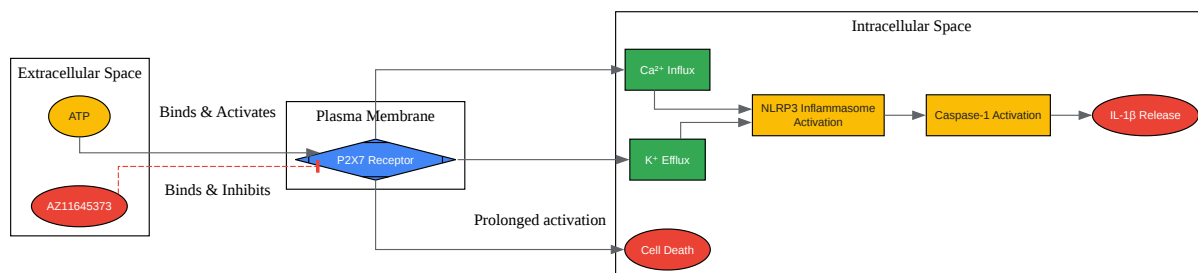 Extracellular Space
ATP
AZ11645373
Binds & Activates
Binds & Inhibits
Plasma Membrane
P2X7 Receptor
Prolonged activation
Intracellular Space
Ca²⁺ Influx
K⁺ Efflux
Cell Death
NLRP3 Inflammasome
Activation
Caspase-1 Activation
IL-1β Release